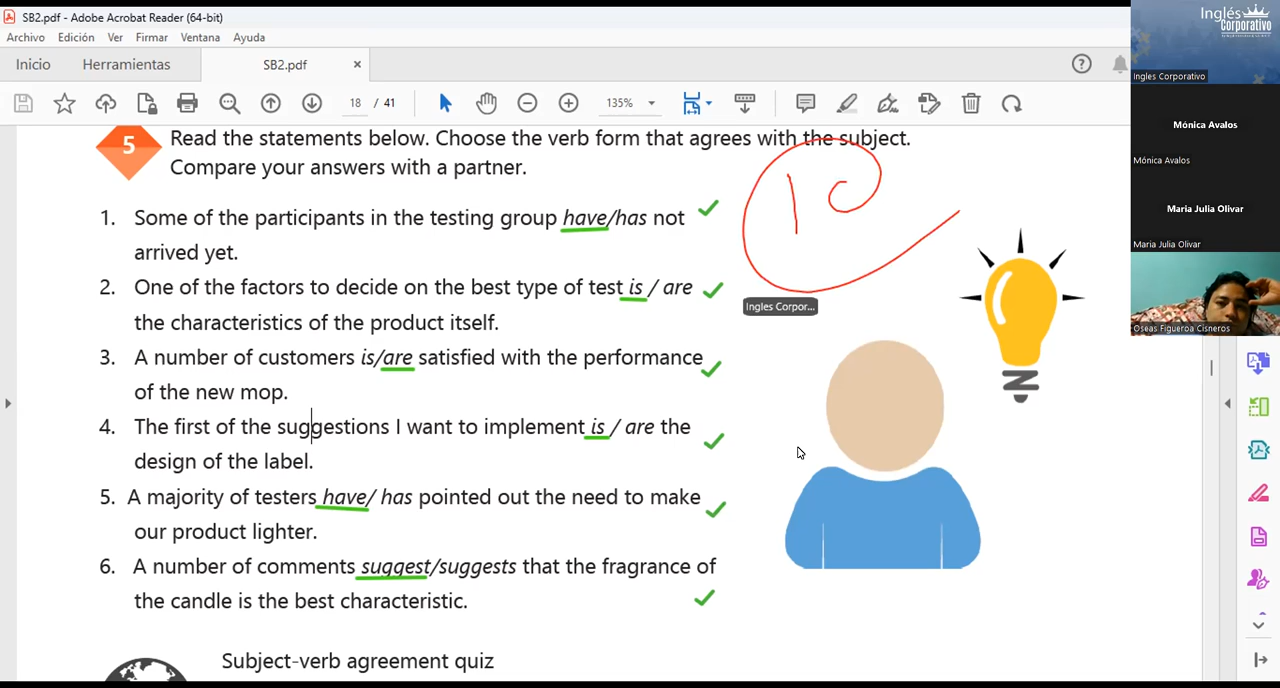 SB2.pdf - Adobe Acrobat Reader (64-bit)
Archivo Edición Ver Firmar Ventana Ayuda
Inicio Herramientas SB2.pdf ×
18 / 41 135%
5 Read the statements below. Choose the verb form that agrees with the subject.
Compare your answers with a partner.
1. Some of the participants in the testing group have/has not
arrived yet.
2. One of the factors to decide on the best type of test is / are
the characteristics of the product itself.
3. A number of customers is/are satisfied with the performance
of the new mop.
4. The first of the suggestions I want to implement is / are the
design of the label.
5. A majority of testers have/ has pointed out the need to make
our product lighter.
6. A number of comments suggest/suggests that the fragrance of
the candle is the best characteristic.
Subject-verb agreement quiz
10
Ingles Corpor...
Inglés
Corporativo
Ingles Corporativo
Mónica Avalos
Mónica Avalos
Maria Julia Olivar
Maria Julia Olivar
Oseas Figueroa Cisneros